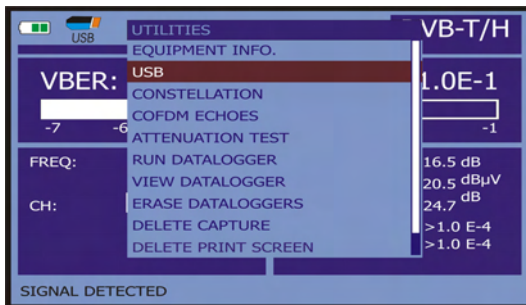 USB
UTILITIES
VB-T/H
EQUIPMENT INFO.
USB
CONSTELLATION
COFDM ECHOES
ATTENUATION TEST
RUN DATALOGGER
VIEW DATALOGGER
ERASE DATALOGGERS
DELETE CAPTURE
DELETE PRINT SCREEN
VBER:
1.0E-1
-7
-6
-1
FREQ:
16.5 dB
20.5 dBµV
CH:
24.7 dB
>1.0 E-4
>1.0 E-4
SIGNAL DETECTED